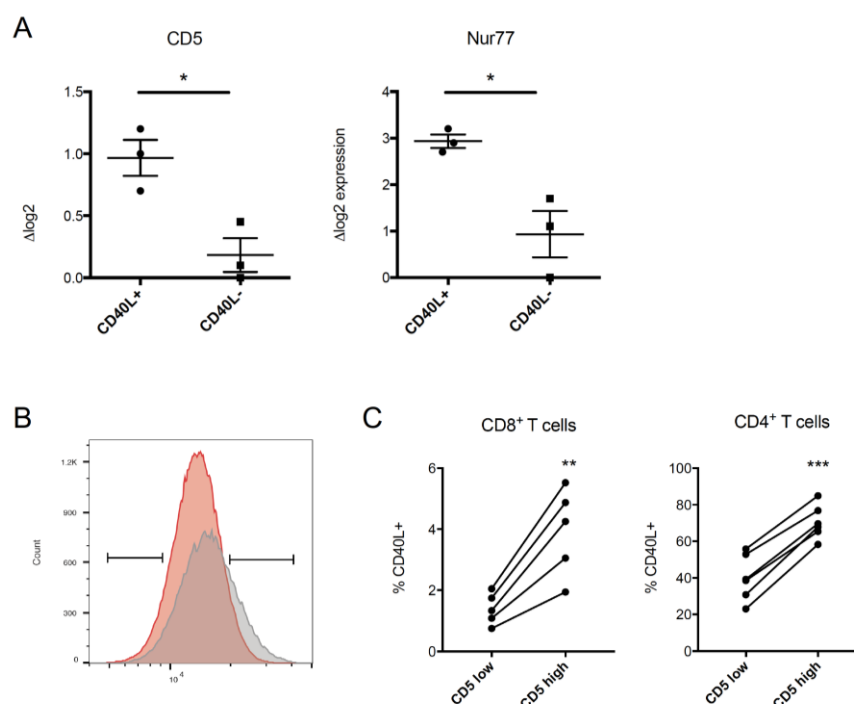 A
CD5
Nur77
*
*
1.5
1.0
0.5
0.0
Δlog2
CD40L+
CD40L-
4
3
2
1
0
Δlog2 expression
CD40L+
CD40L-
B
C
CD8⁺ T cells
CD4⁺ T cells
1.2K
900
600
300
0
Count
10⁴
6
4
2
0
% CD40L+
**
CD5 low
CD5 high
100
80
60
40
20
0
% CD40L+
***
CD5 low
CD5 high